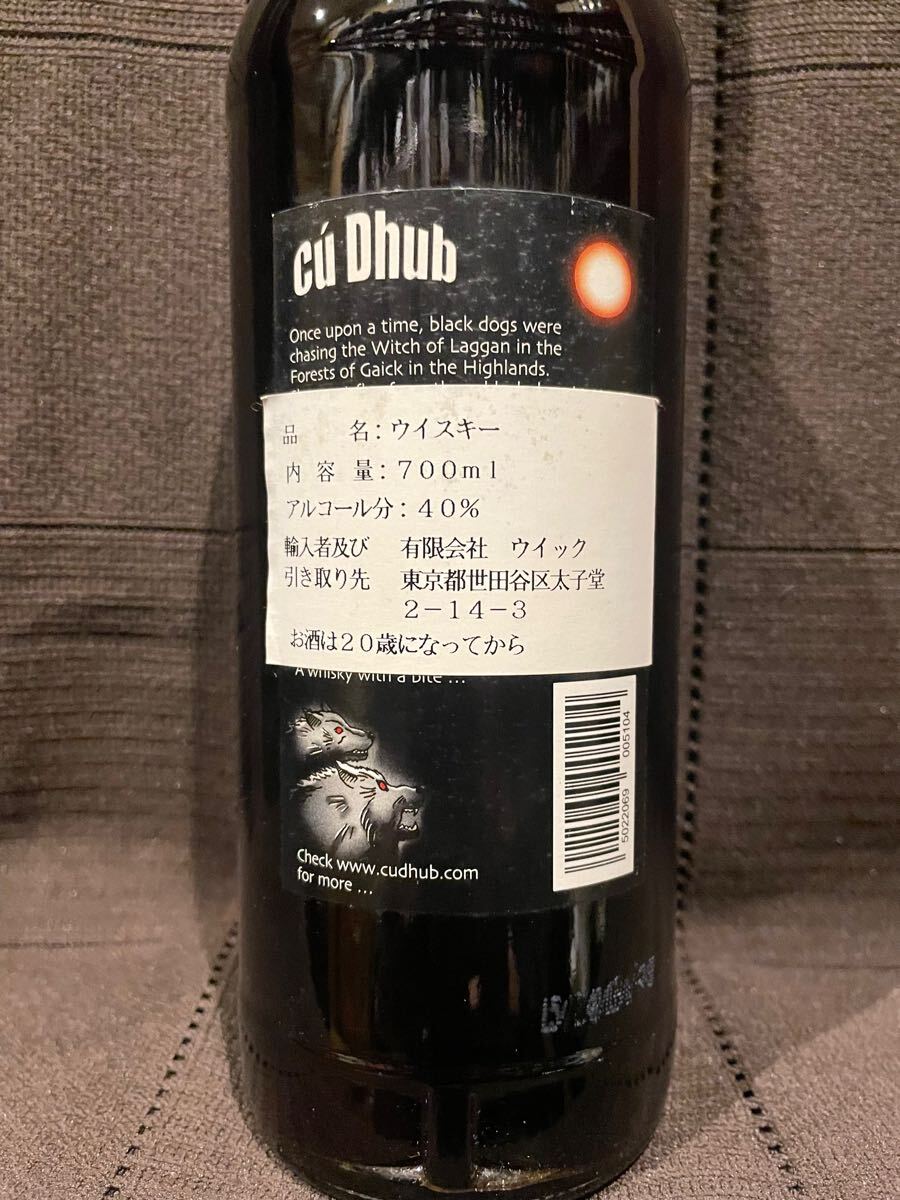 cú Dhub
Once upon a time, black dogs were
chasing the Witch of Laggan in the
Forests of Gaick in the Highlands.
品 名：ウイスキー
内 容 量：７００ｍｌ
アルコール分：４０％
輸入者及び 有限会社 ウイック
引き取り先 東京都世田谷区太子堂
２－１４－３
お酒は２０歳になってから
A whisky with a bite ...
5022069 005104
Check www.cudhub.com
for more ...